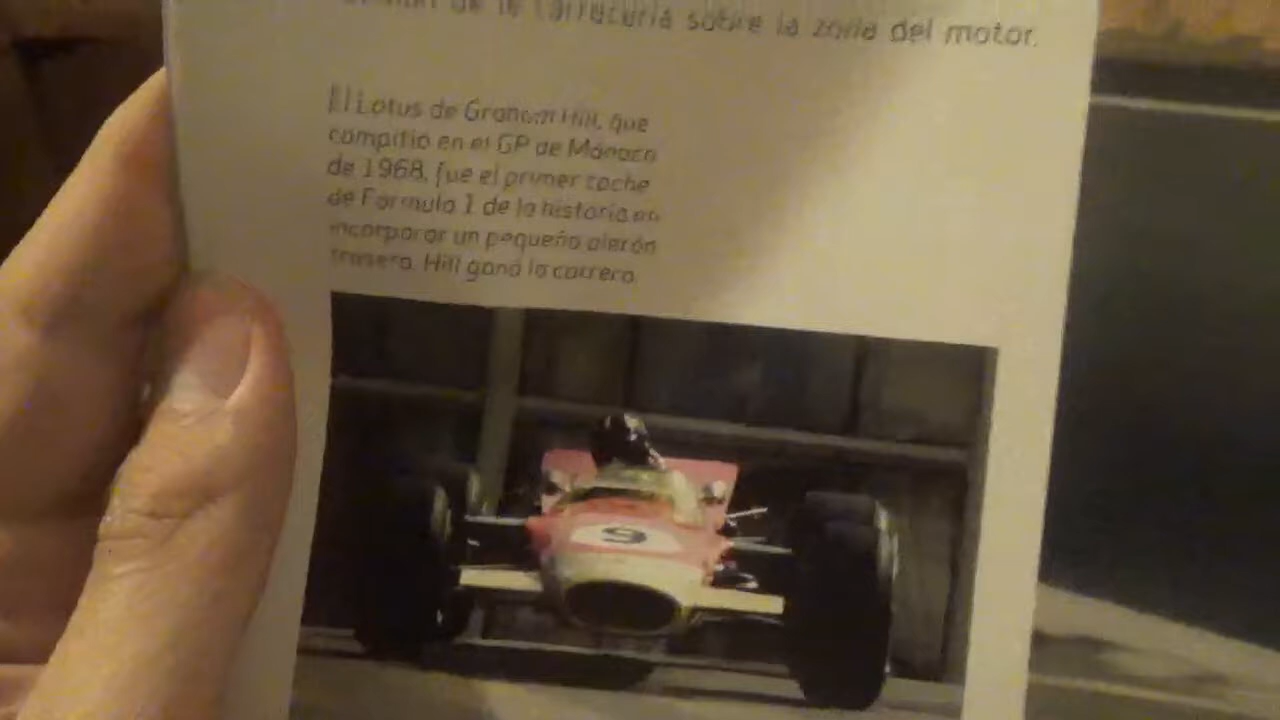 de la carrocería sobre la zona del motor.
El Lotus de Graham Hill, que
compitió en el GP de Mónaco
de 1968, fue el primer coche
de Fórmula 1 de la historia en
incorporar un pequeño alerón
trasero. Hill ganó la carrera.
9